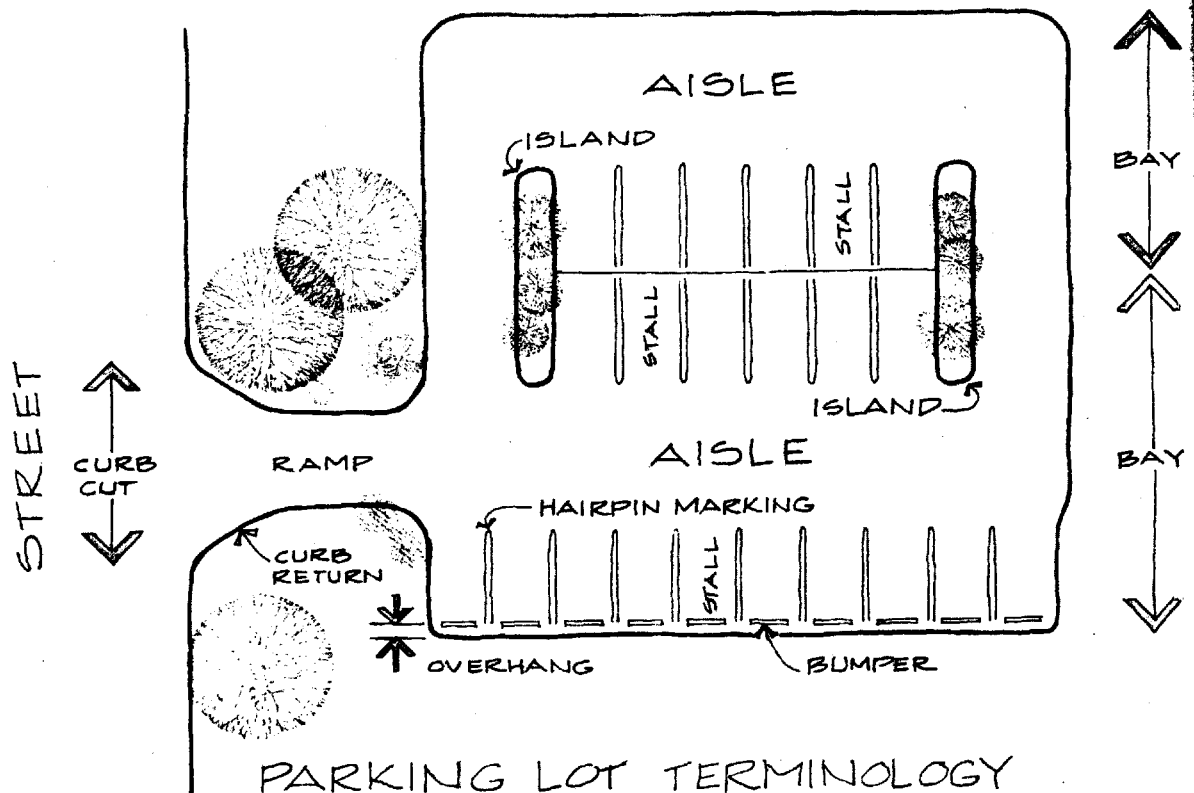 AISLE
ISLAND
BAY
STALL
STALL
ISLAND
STREET
CURB
CUT
RAMP
AISLE
BAY
HAIRPIN MARKING
CURB
RETURN
STALL
OVERHANG
BUMPER
PARKING LOT TERMINOLOGY